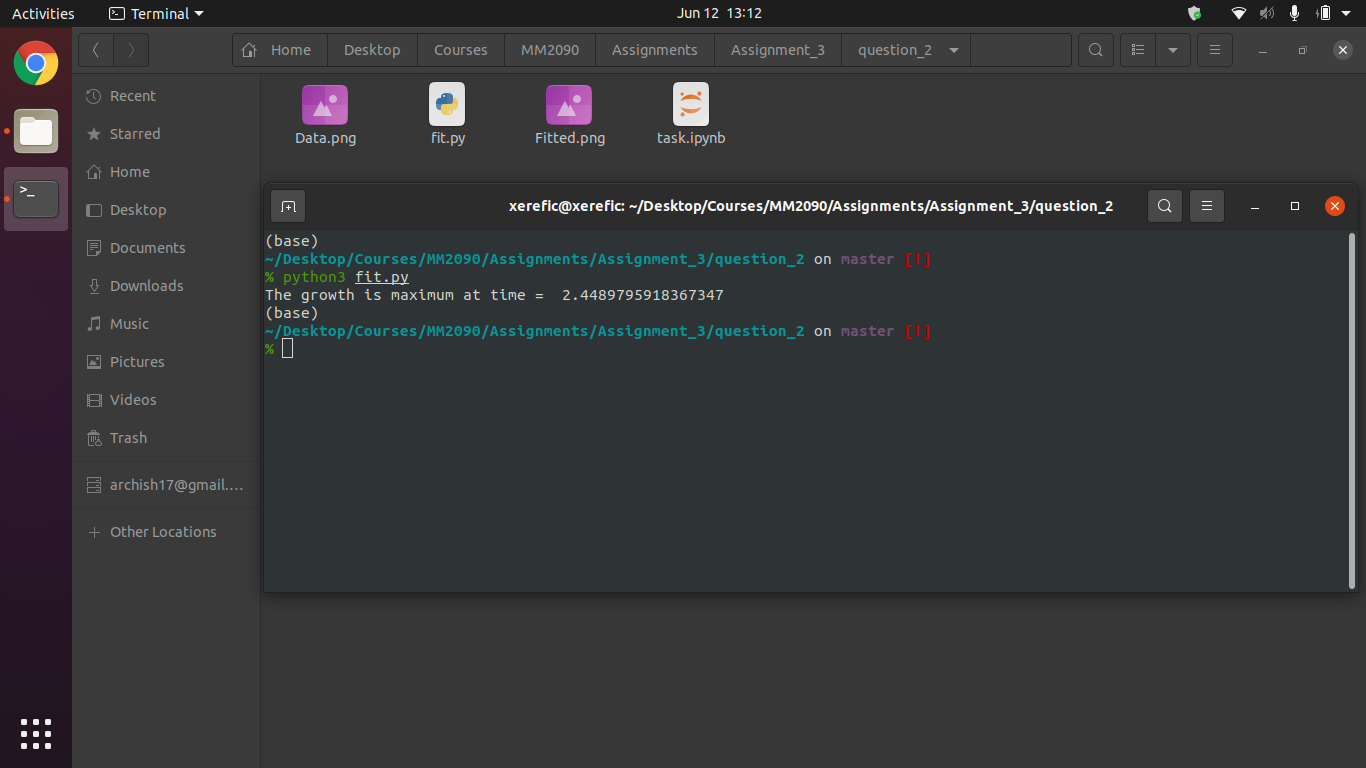 Activities Terminal Jun 12 13:12
Home Desktop Courses MM2090 Assignments Assignment_3 question_2
Recent
Starred
Home
Desktop
Documents
Downloads
Music
Pictures
Videos
Trash
archish17@gmail....
Other Locations
Data.png fit.py Fitted.png task.ipynb
xerefic@xerefic: ~/Desktop/Courses/MM2090/Assignments/Assignment_3/question_2
(base)
~/Desktop/Courses/MM2090/Assignments/Assignment_3/question_2 on master [!]
% python3 fit.py
The growth is maximum at time =  2.4489795918367347
(base)
~/Desktop/Courses/MM2090/Assignments/Assignment_3/question_2 on master [!]
%